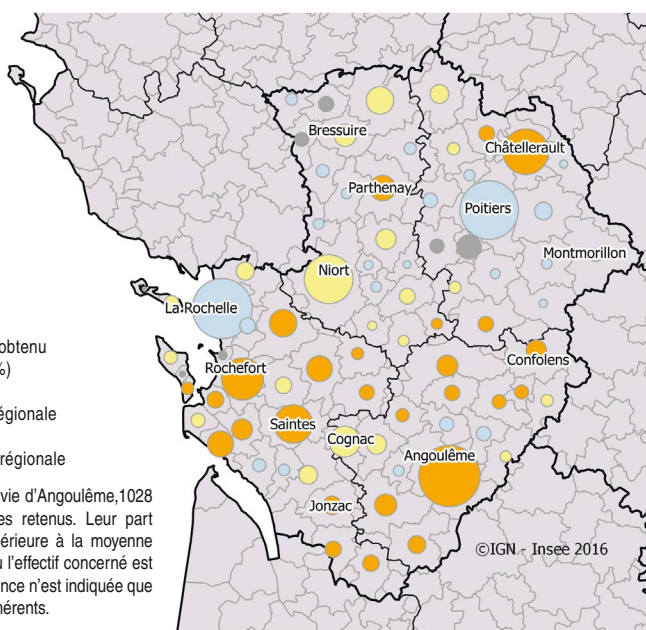 Bressuire
Châtellerault
Parthenay
Poitiers
Montmorillon
Niort
La Rochelle
obtenu
%)
Rochefort
Confolens
égionale
Saintes
Cognac
régionale
Angoulême
vie d'Angoulême,1028
es retenus. Leur part
érieure à la moyenne
u l'effectif concerné est
ence n'est indiquée que
hérents.
Jonzac
©IGN - Insee 2016